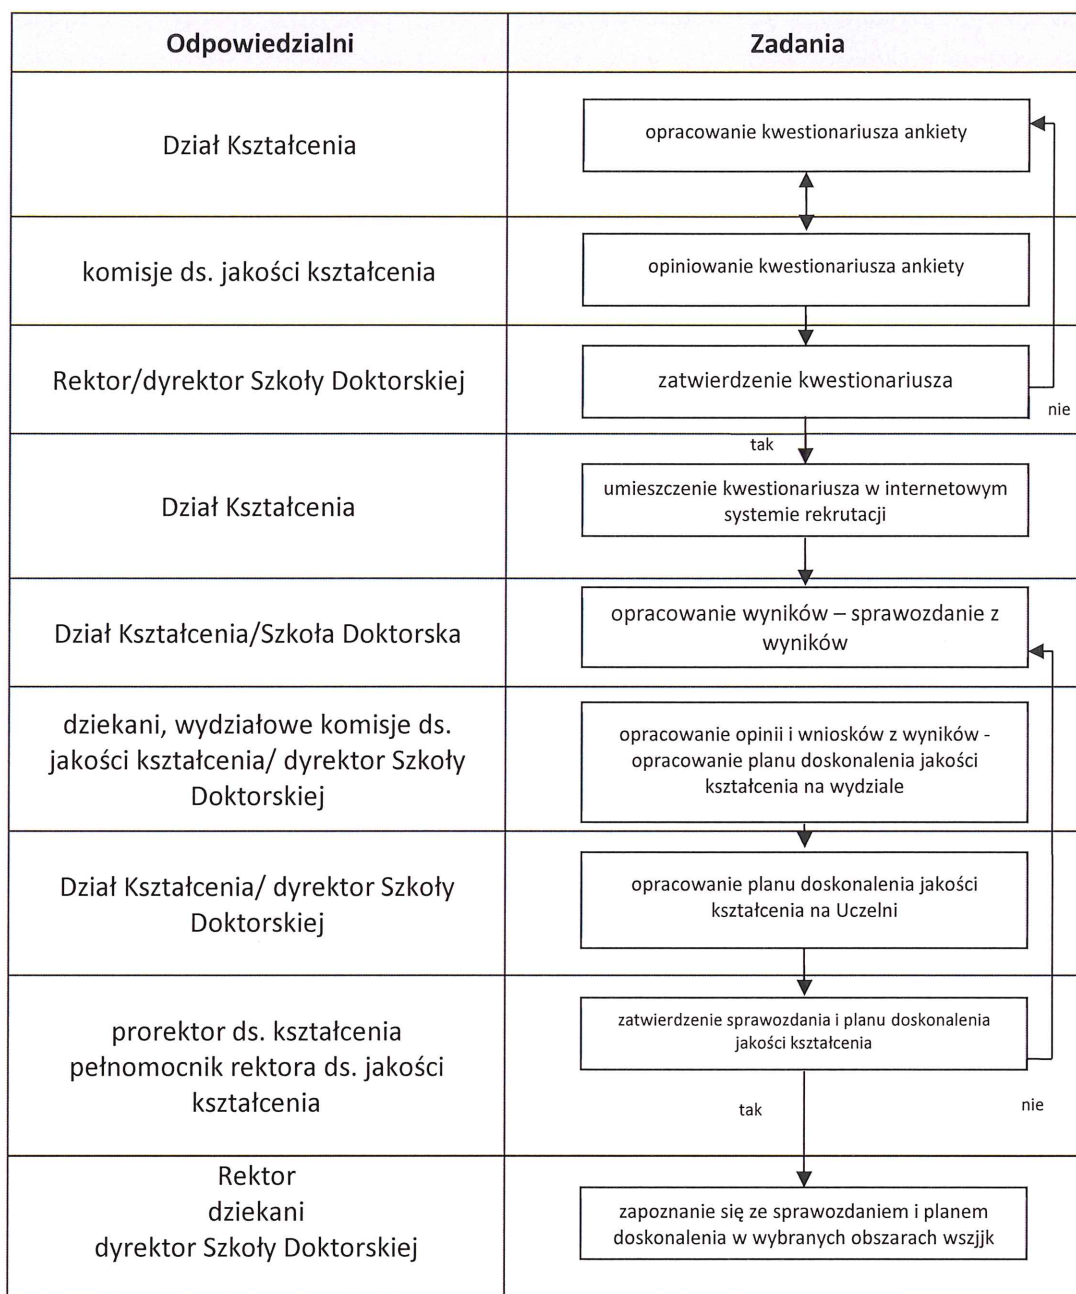 Odpowiedzialni
Zadania
Dział Kształcenia
opracowanie kwestionariusza ankiety
komisje ds. jakości kształcenia
opiniowanie kwestionariusza ankiety
Rektor/dyrektor Szkoły Doktorskiej
zatwierdzenie kwestionariusza
nie
tak
Dział Kształcenia
umieszczenie kwestionariusza w internetowym
systemie rekrutacji
Dział Kształcenia/Szkoła Doktorska
opracowanie wyników – sprawozdanie z
wyników
dziekani, wydziałowe komisje ds.
jakości kształcenia/ dyrektor Szkoły
Doktorskiej
opracowanie opinii i wniosków z wyników -
opracowanie planu doskonalenia jakości
kształcenia na wydziale
Dział Kształcenia/ dyrektor Szkoły
Doktorskiej
opracowanie planu doskonalenia jakości
kształcenia na Uczelni
prorektor ds. kształcenia
pełnomocnik rektora ds. jakości
kształcenia
zatwierdzenie sprawozdania i planu doskonalenia
jakości kształcenia
tak
nie
Rektor
dziekani
dyrektor Szkoły Doktorskiej
zapoznanie się ze sprawozdaniem i planem
doskonalenia w wybranych obszarach wszjjk